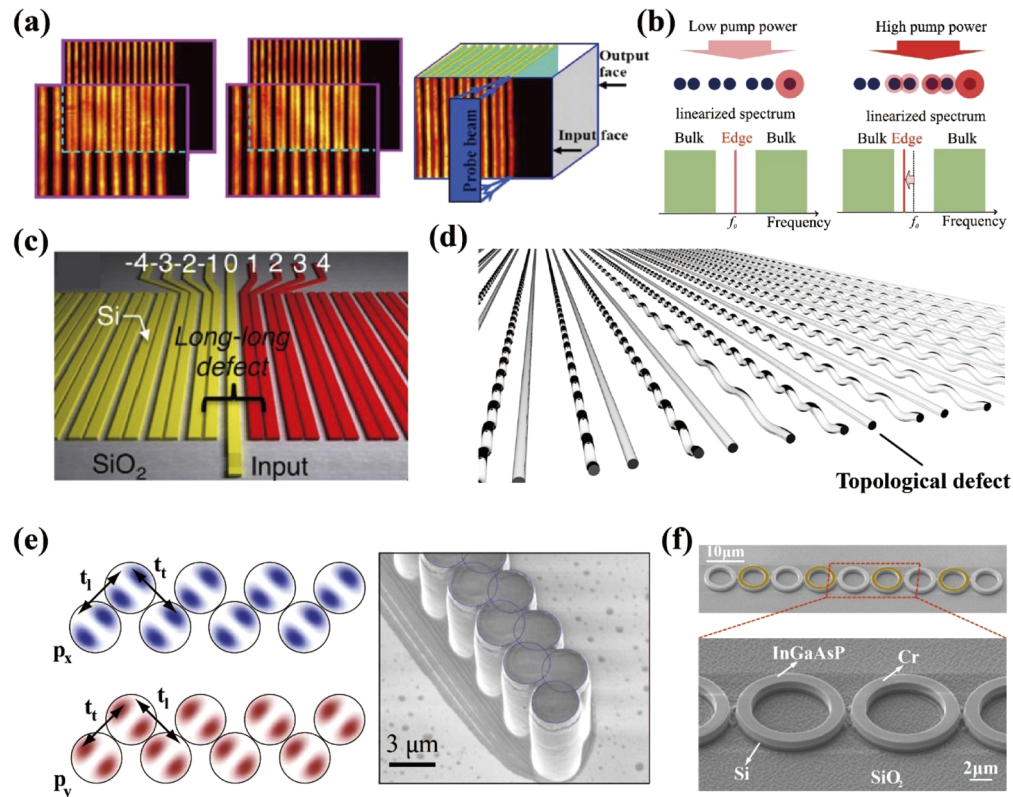 (a)
Output
face
Input face
Probe beam
(b)
Low pump power
High pump power
linearized spectrum
linearized spectrum
Bulk Edge Bulk
Bulk Edge Bulk
f₀
Frequency
f₀
Frequency
(c)
-4-3-2-1 0 1 2 3 4
Si
Long-long
defect
SiO₂
Input
(d)
Topological defect
(e)
tₗ
tₜ
pₓ
tₜ
tₗ
p_y
3 µm
(f)
10µm
InGaAsP
Cr
Si
SiO₂
2µm